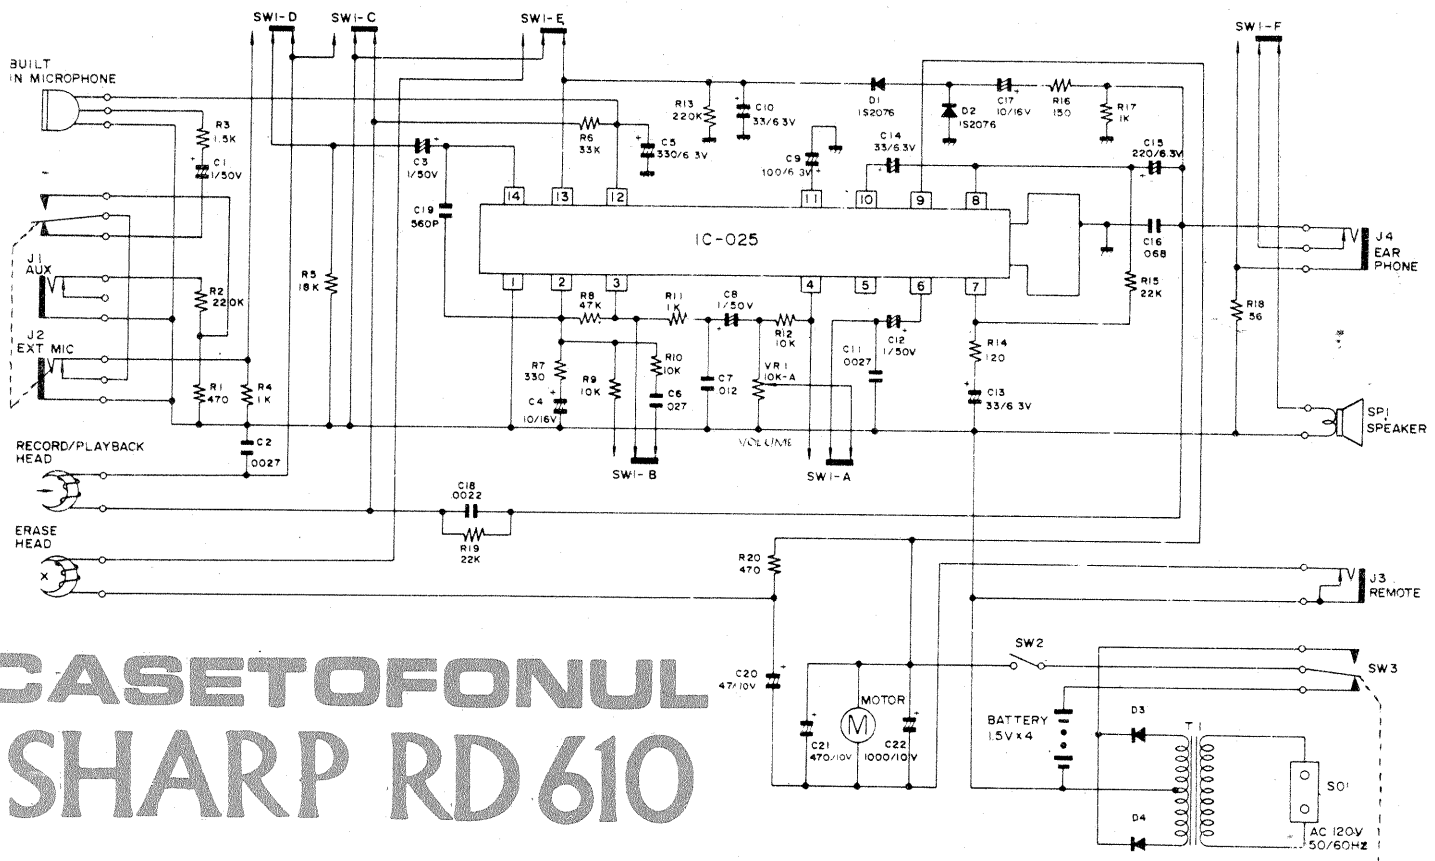 SW1-D
SW1-C
SW1-E
SW1-F
BUILT
IN MICROPHONE
R3
1.5K
C1
1/50V
R13
220K
C10
33/6.3V
D1
1S2076
D2
1S2076
C17
10/16V
R16
150
R17
1K
R6
33K
C5
330/6.3V
C3
1/50V
C9
100/6.3V
C14
33/6.3V
C15
220/6.3V
14
13
12
11
10
9
8
C19
560P
IC-025
C16
.068
J4
EAR
PHONE
J1
AUX
R2
220K
R5
18K
1
2
3
4
5
6
7
R15
22K
R8
47K
R11
1K
C8
1/50V
R12
10K
R18
56
J2
EXT MIC
C11
.0027
C12
1/50V
R14
120
R7
330
R9
10K
R10
10K
VR1
10K-A
R1
470
R4
1K
C4
10/16V
C6
.027
C7
.012
C13
33/6.3V
SP1
SPEAKER
VOLUME
RECORD/PLAYBACK
HEAD
C2
.0027
SW1-B
SW1-A
C18
.0022
R19
22K
ERASE
HEAD
R20
470
J3
REMOTE
SW2
SW3
CASETOFONUL
SHARP RD 610
C20
47/10V
MOTOR
M
C21
470/10V
C22
1000/10V
BATTERY
1.5V×4
D3
T1
SO1
D4
AC 120V
50/60Hz